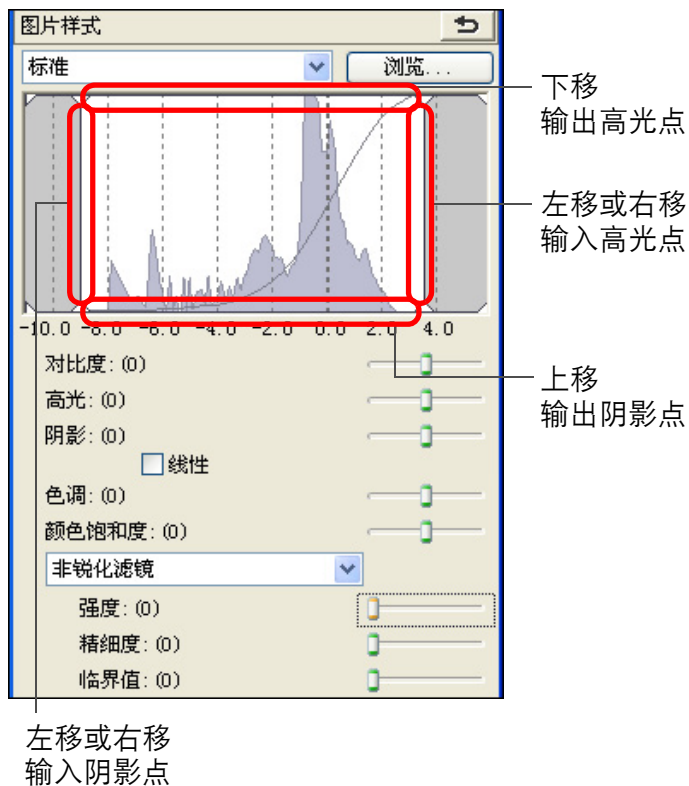 图片样式
标准
浏览...
下移
输出高光点
左移或右移
输入高光点
-10.0 -8.0 -6.0 -4.0 -2.0 0.0 2.0 4.0
上移
输出阴影点
对比度: (0)
高光: (0)
阴影: (0)
线性
色调: (0)
颜色饱和度: (0)
非锐化滤镜
强度: (0)
精细度: (0)
临界值: (0)
左移或右移
输入阴影点